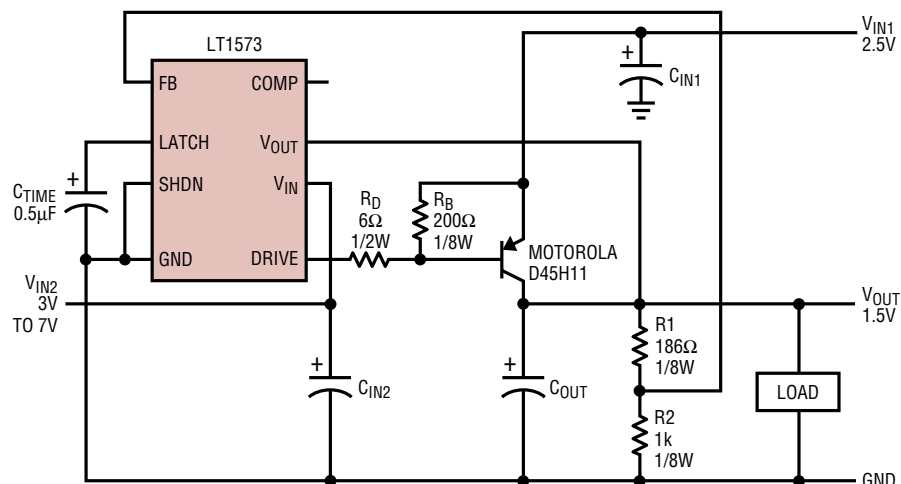 LT1573
FB
COMP
LATCH
VOUT
SHDN
VIN
GND
DRIVE
+
CTIME
0.5µF
VIN2
3V
TO 7V
+
CIN2
RD
6Ω
1/2W
RB
200Ω
1/8W
MOTOROLA
D45H11
+
CIN1
VIN1
2.5V
+
COUT
R1
186Ω
1/8W
R2
1k
1/8W
LOAD
VOUT
1.5V
GND